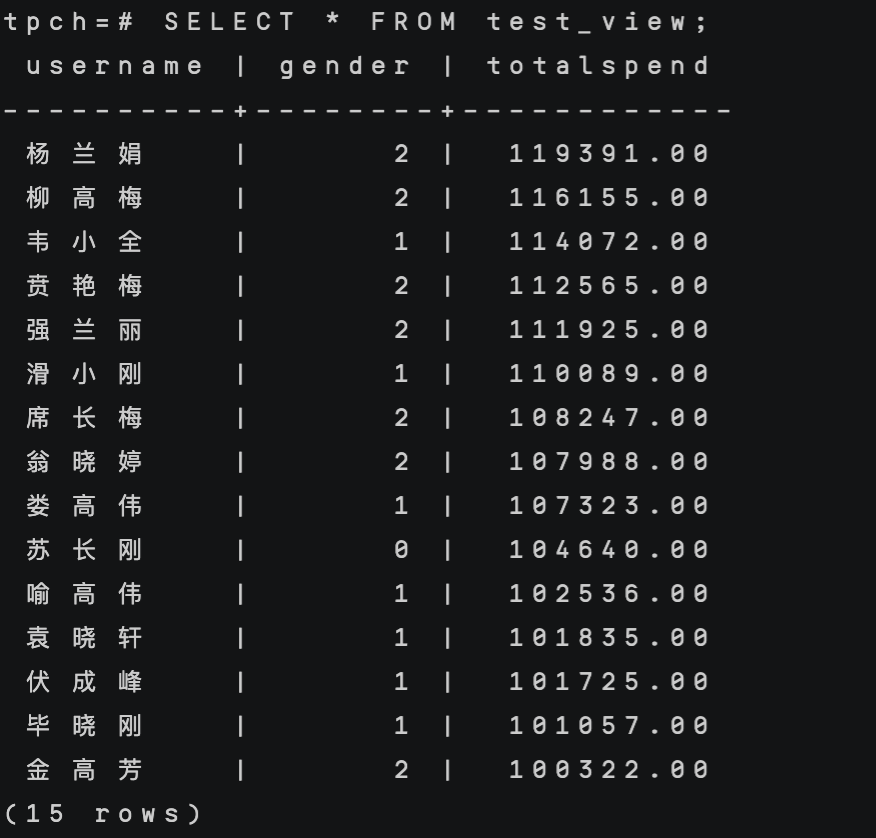 tpch=# SELECT * FROM test_view;
 username | gender | totalspend
----------+--------+------------
 杨兰娟   |      2 |  119391.00
 柳高梅   |      2 |  116155.00
 韦小全   |      1 |  114072.00
 贲艳梅   |      2 |  112565.00
 强兰丽   |      2 |  111925.00
 滑小刚   |      1 |  110089.00
 席长梅   |      2 |  108247.00
 翁晓婷   |      2 |  107988.00
 娄高伟   |      1 |  107323.00
 苏长刚   |      0 |  104640.00
 喻高伟   |      1 |  102536.00
 袁晓轩   |      1 |  101835.00
 伏成峰   |      1 |  101725.00
 毕晓刚   |      1 |  101057.00
 金高芳   |      2 |  100322.00
(15 rows)